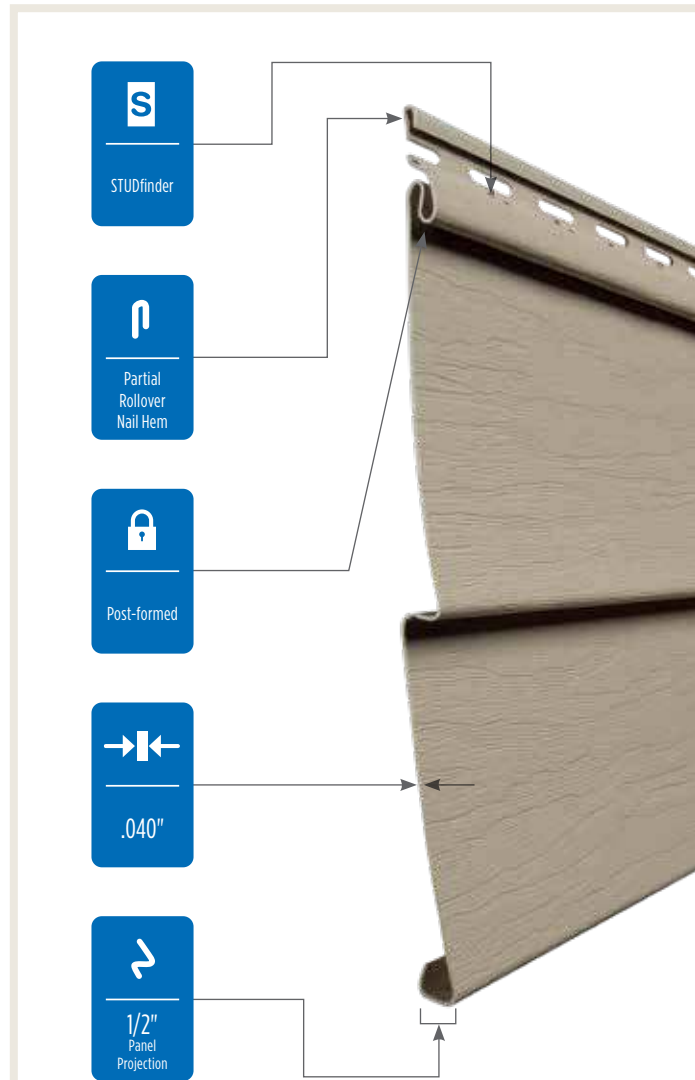 S
STUDfinder
Partial
Rollover
Nail Hem
Post-formed
.040"
1/2"
Panel
Projection